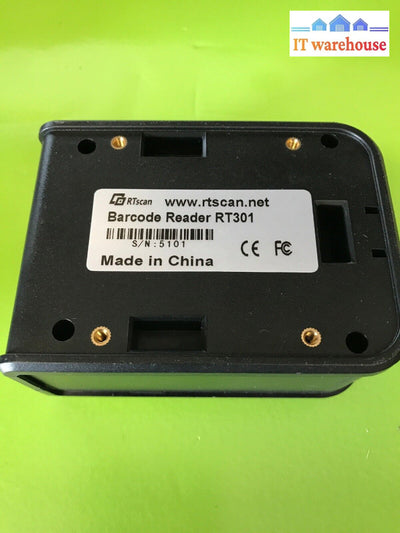 IT warehouse
RTscan www.rtscan.net
Barcode Reader RT301
S/N:5101
CE FC
Made in China